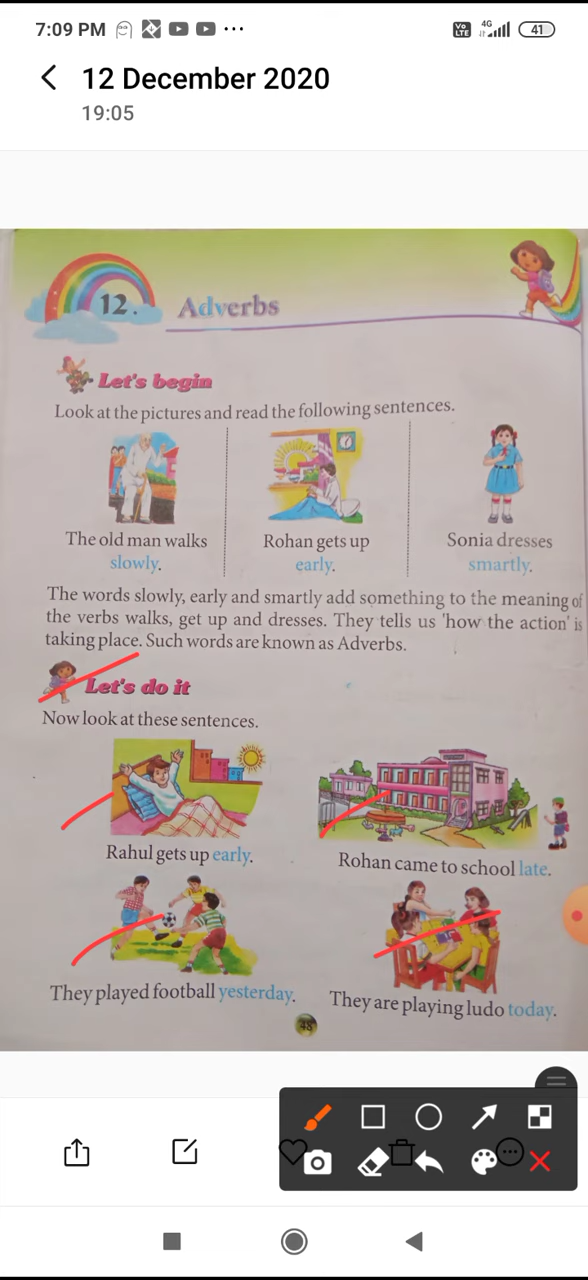 7:09 PM
Vo LTE 4G 41
12 December 2020
19:05
12. Adverbs
Let's begin
Look at the pictures and read the following sentences.
The old man walks
slowly.
Rohan gets up
early.
Sonia dresses
smartly.
The words slowly, early and smartly add something to the meaning of
the verbs walks, get up and dresses. They tells us 'how the action' is
taking place. Such words are known as Adverbs.
Let's do it
Now look at these sentences.
Rahul gets up early.
Rohan came to school late.
They played football yesterday.
They are playing ludo today.
48